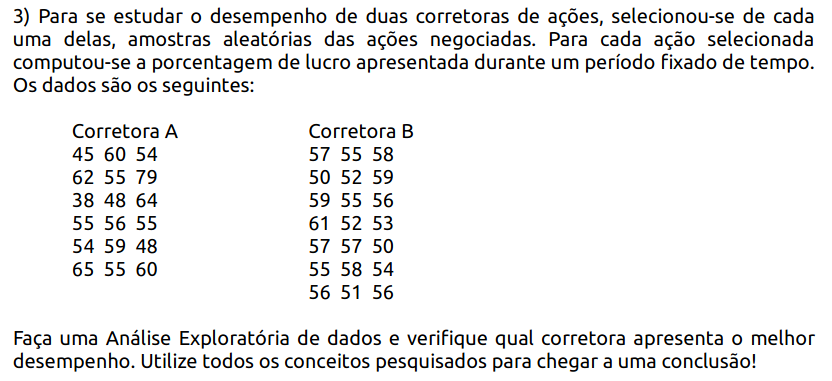 3) Para se estudar o desempenho de duas corretoras de ações, selecionou-se de cada
uma delas, amostras aleatórias das ações negociadas. Para cada ação selecionada
computou-se a porcentagem de lucro apresentada durante um período fixado de tempo.
Os dados são os seguintes:
Corretora A Corretora B
45 60 54 57 55 58
62 55 79 50 52 59
38 48 64 59 55 56
55 56 55 61 52 53
54 59 48 57 57 50
65 55 60 55 58 54
56 51 56
Faça uma Análise Exploratória de dados e verifique qual corretora apresenta o melhor
desempenho. Utilize todos os conceitos pesquisados para chegar a uma conclusão!